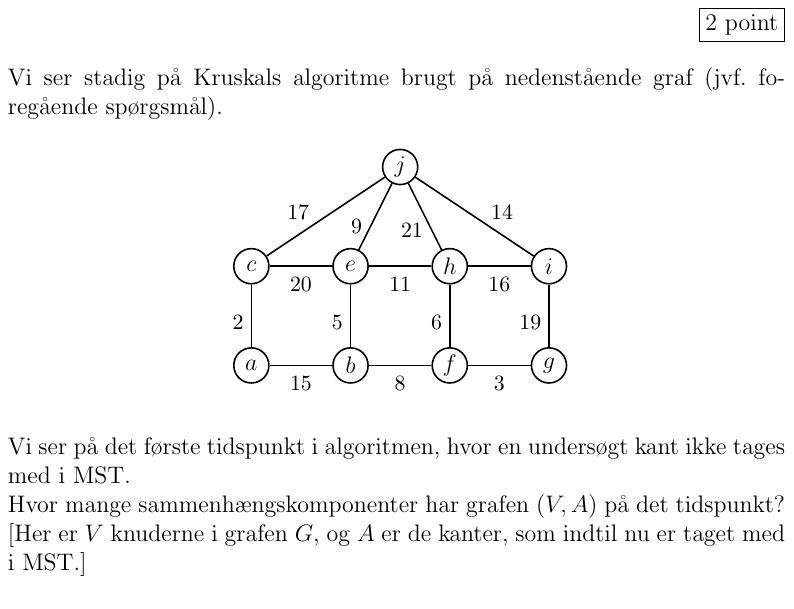 2 point
Vi ser stadig på Kruskals algoritme brugt på nedenstående graf (jvf. fo-
regående spørgsmål).
j
17
14
9
21
c
e
h
i
20
11
16
2
5
6
19
a
b
f
g
15
8
3
Vi ser på det første tidspunkt i algoritmen, hvor en undersøgt kant ikke tages
med i MST.
Hvor mange sammenhængskomponenter har grafen (V, A) på det tidspunkt?
[Her er V knuderne i grafen G, og A er de kanter, som indtil nu er taget med
i MST.]